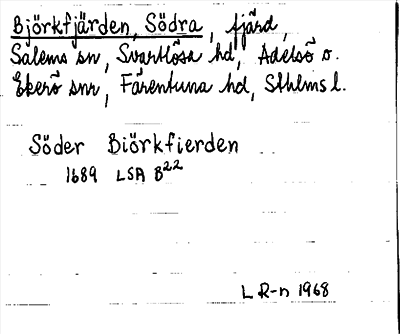 Björkfjärden, Södra, fjärd,
Salems sn, Svartlösa hd, Adelsö o.
Ekerö snr, Färentuna hd, Sthlms l.
Söder Biörkfierden
1689 LSA B22
L R-n 1968